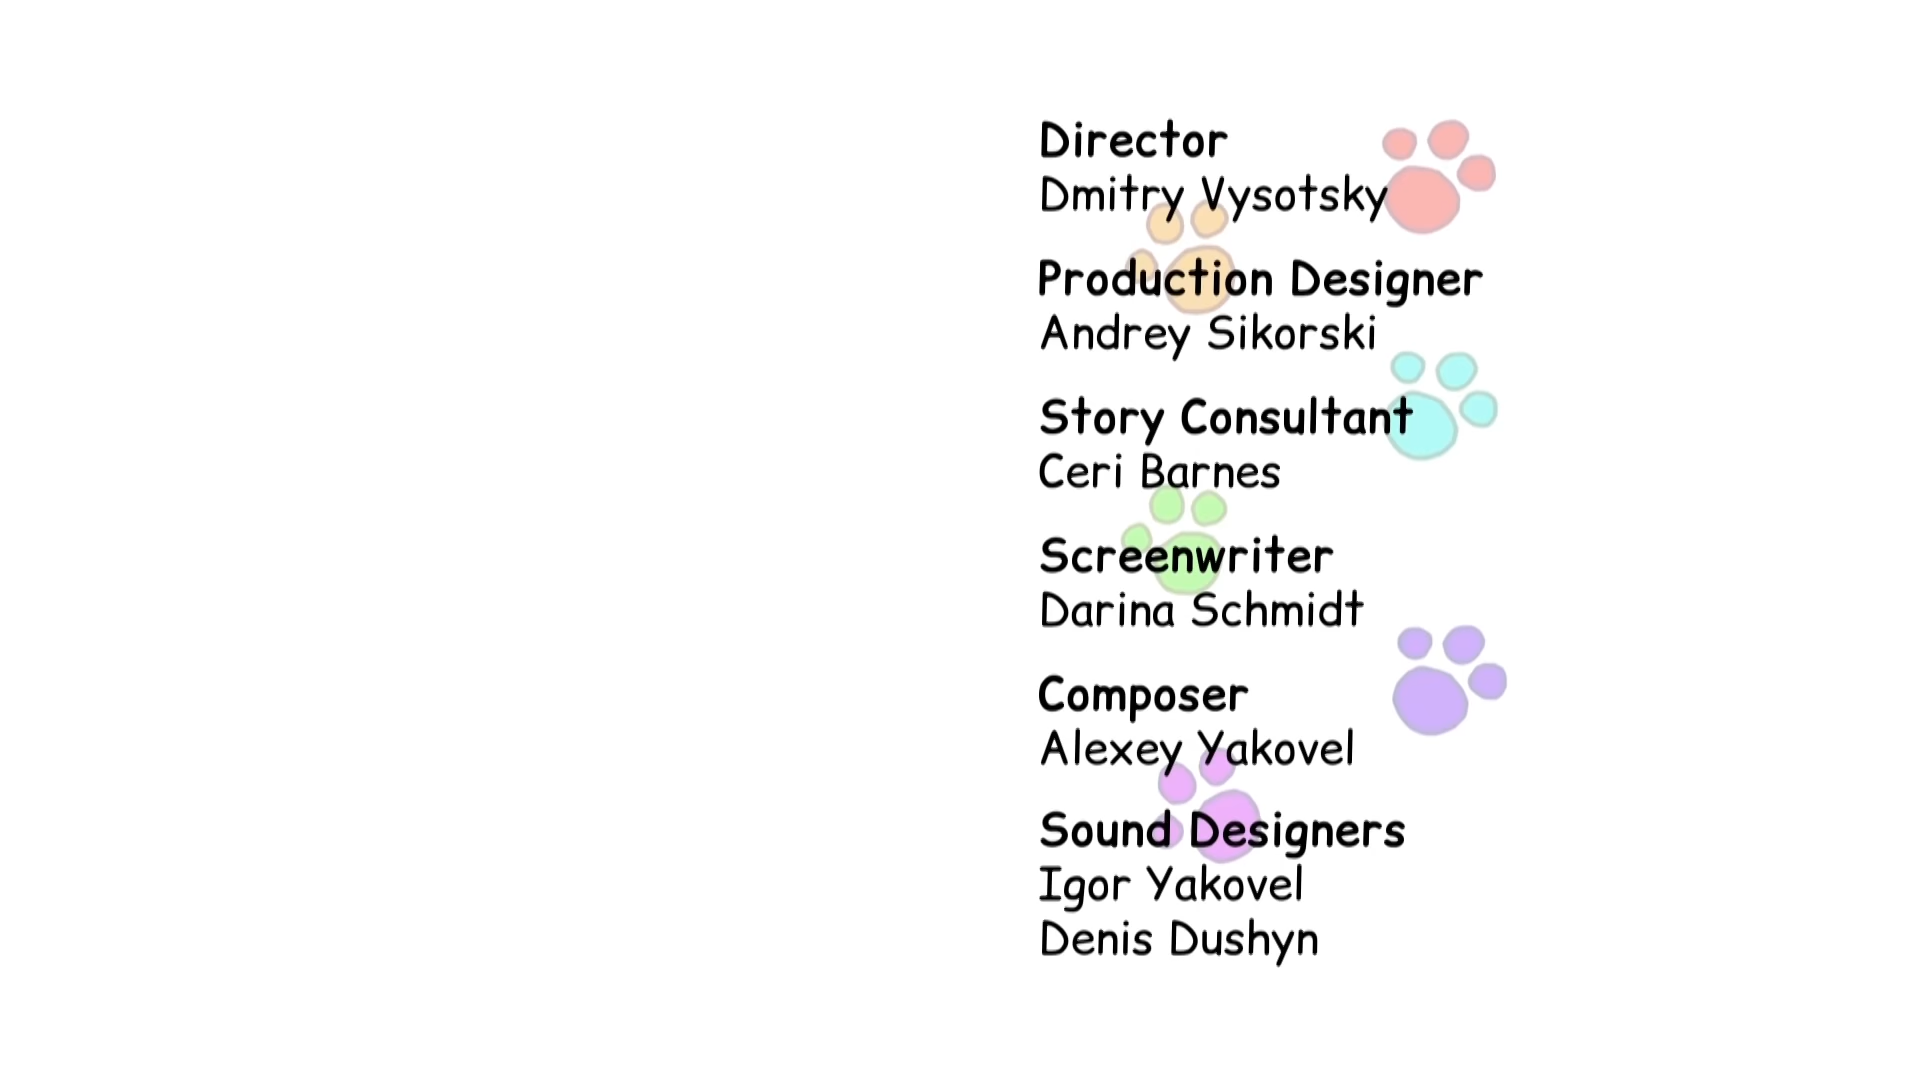 Director
Dmitry Vysotsky
Production Designer
Andrey Sikorski
Story Consultant
Ceri Barnes
Screenwriter
Darina Schmidt
Composer
Alexey Yakovel
Sound Designers
Igor Yakovel
Denis Dushyn